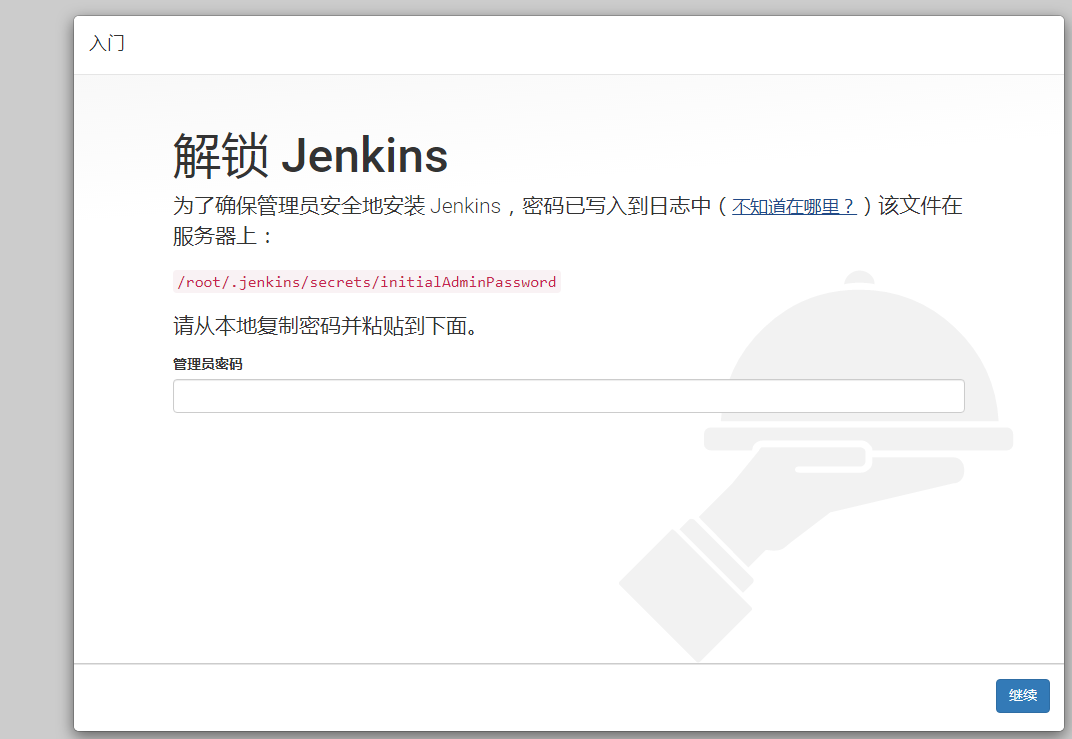 入门
解锁 Jenkins
为了确保管理员安全地安装 Jenkins，密码已写入到日志中（不知道在哪里？）该文件在
服务器上：
/root/.jenkins/secrets/initialAdminPassword
请从本地复制密码并粘贴到下面。
管理员密码
继续